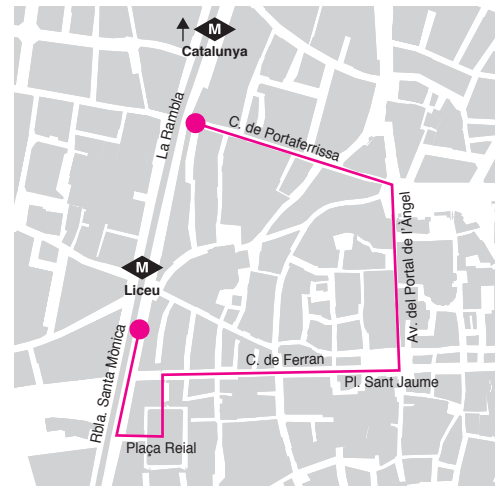 M
Catalunya
La Rambla
C. de Portaferrissa
Av. del Portal de l'Àngel
M
Liceu
Rbla. Santa Mònica
C. de Ferran
Pl. Sant Jaume
Plaça Reial